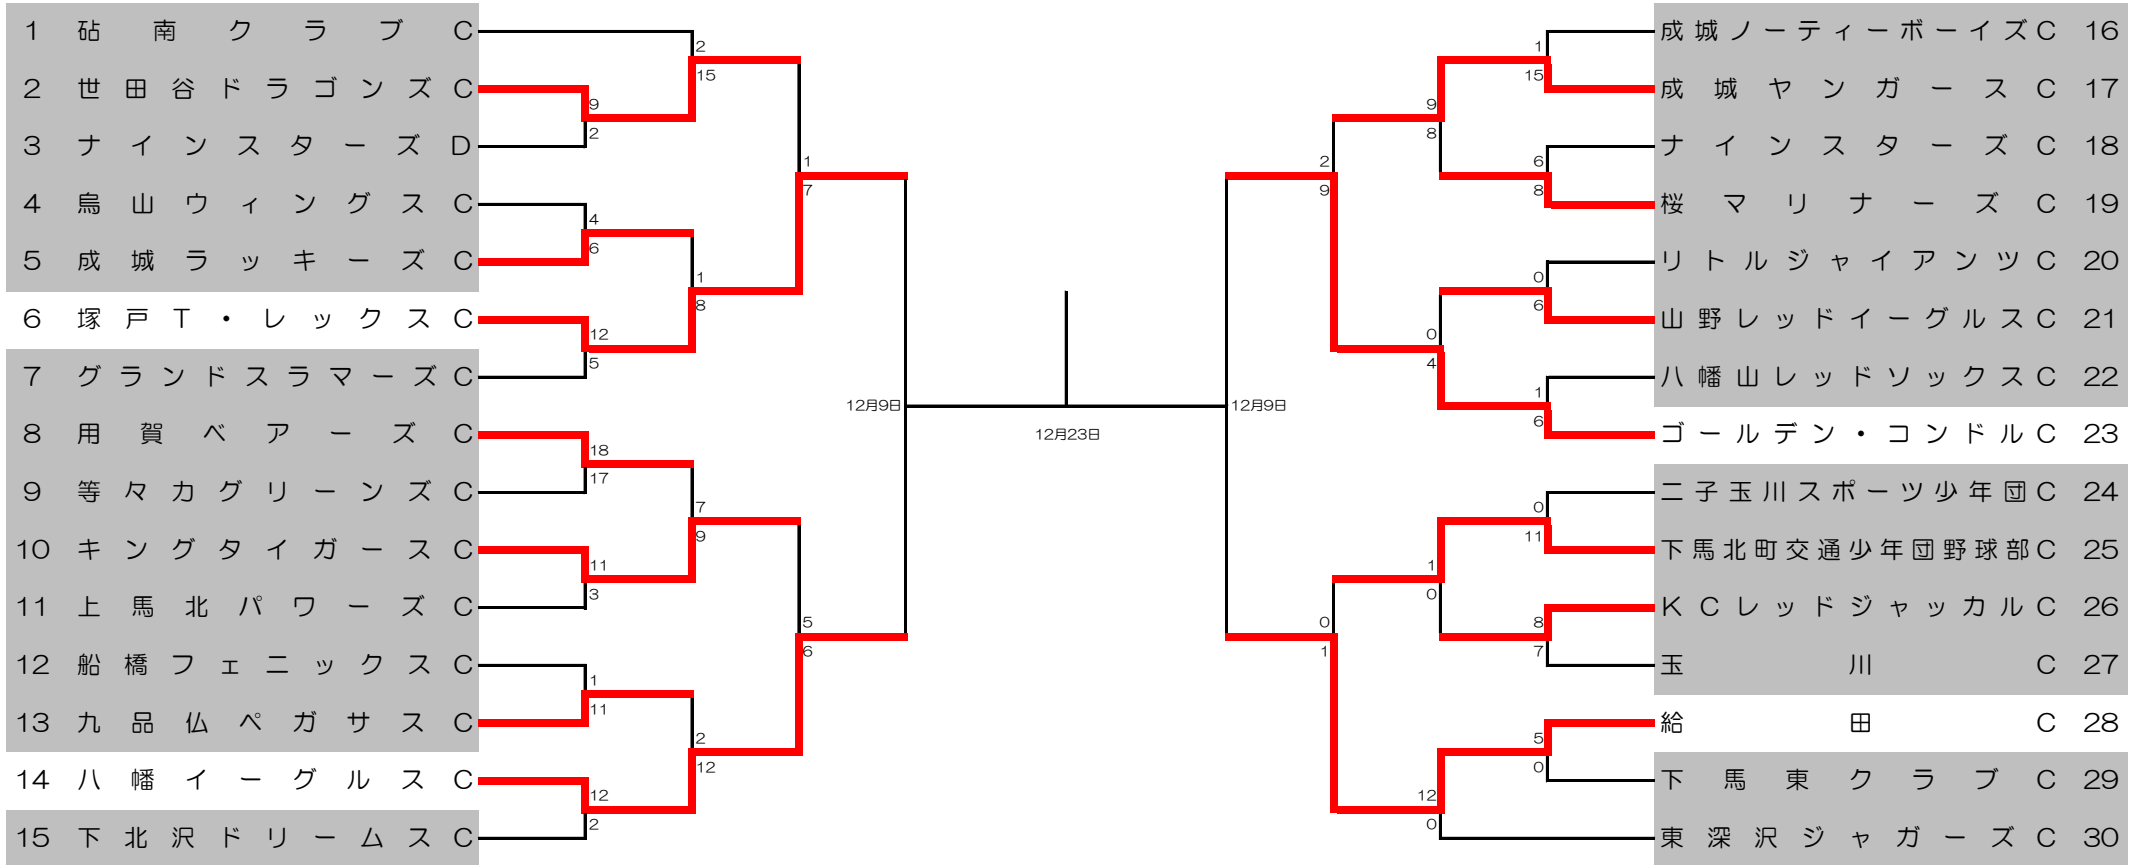 1 砧南クラブC
2 世田谷ドラゴンズC
3 ナインスターズD
4 烏山ウィングスC
5 成城ラッキーズC
6 塚戸T・レックスC
7 グランドスラマーズC
8 用賀ベアーズC
9 等々力グリーンズC
10 キングタイガースC
11 上馬北パワーズC
12 船橋フェニックスC
13 九品仏ペガサスC
14 八幡イーグルスC
15 下北沢ドリームスC
2
15
9
2
4
6
1
8
12
5
1
7
18
17
7
9
11
3
5
6
1
11
2
12
12
2
12月9日
12月23日
12月9日
1
15
9
8
6
8
2
9
0
6
0
4
1
6
0
11
1
0
8
7
0
1
5
0
12
0
成城ノーティーボーイズC 16
成城ヤンガースC 17
ナインスターズC 18
桜マリナーズC 19
リトルジャイアンツC 20
山野レッドイーグルスC 21
八幡山レッドソックスC 22
ゴールデン・コンドルC 23
二子玉川スポーツ少年団C 24
下馬北町交通少年団野球部C 25
KCレッドジャッカルC 26
玉川C 27
給田C 28
下馬東クラブC 29
東深沢ジャガーズC 30